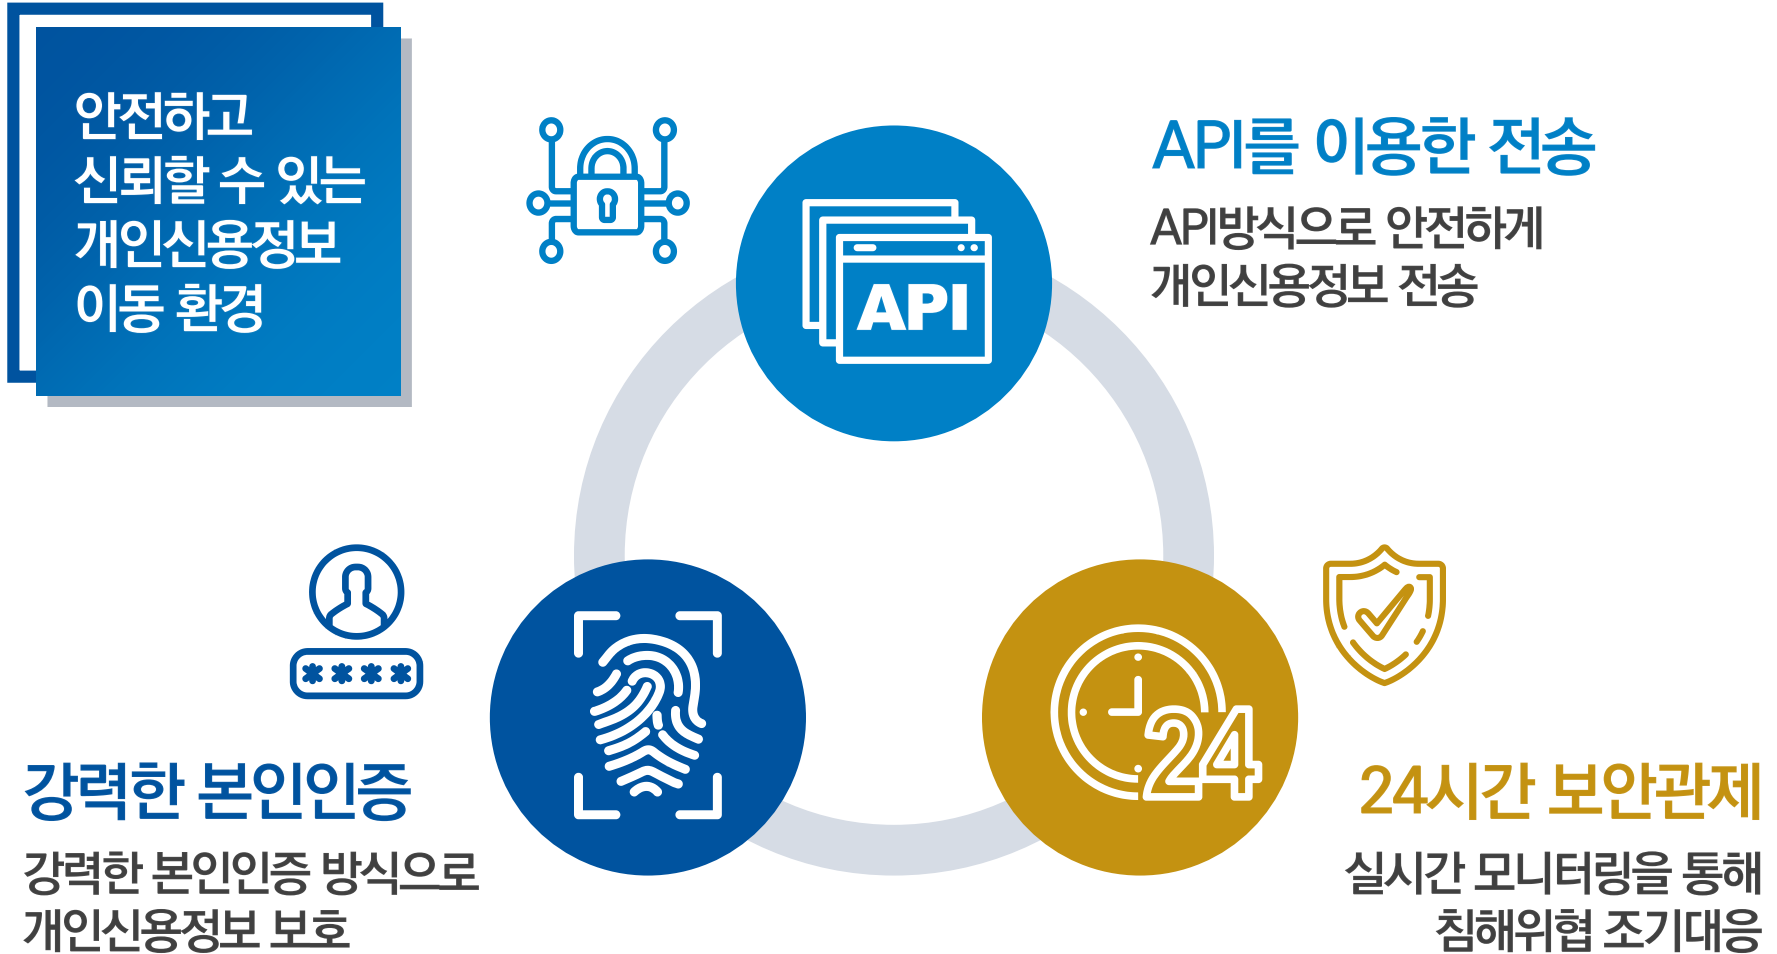 안전하고
신뢰할 수 있는
개인신용정보
이동 환경
API를 이용한 전송
API방식으로 안전하게
개인신용정보 전송
API
강력한 본인인증
강력한 본인인증 방식으로
개인신용정보 보호
24
24시간 보안관제
실시간 모니터링을 통해
침해위협 조기대응